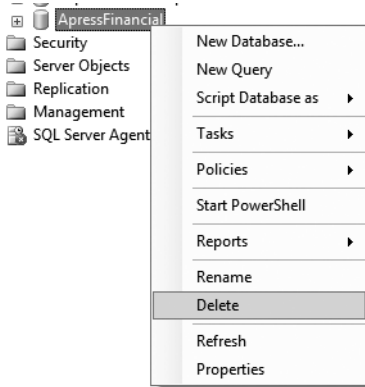 ApressFinancial
Security
Server Objects
Replication
Management
SQL Server Agent
New Database...
New Query
Script Database as
Tasks
Policies
Start PowerShell
Reports
Rename
Delete
Refresh
Properties